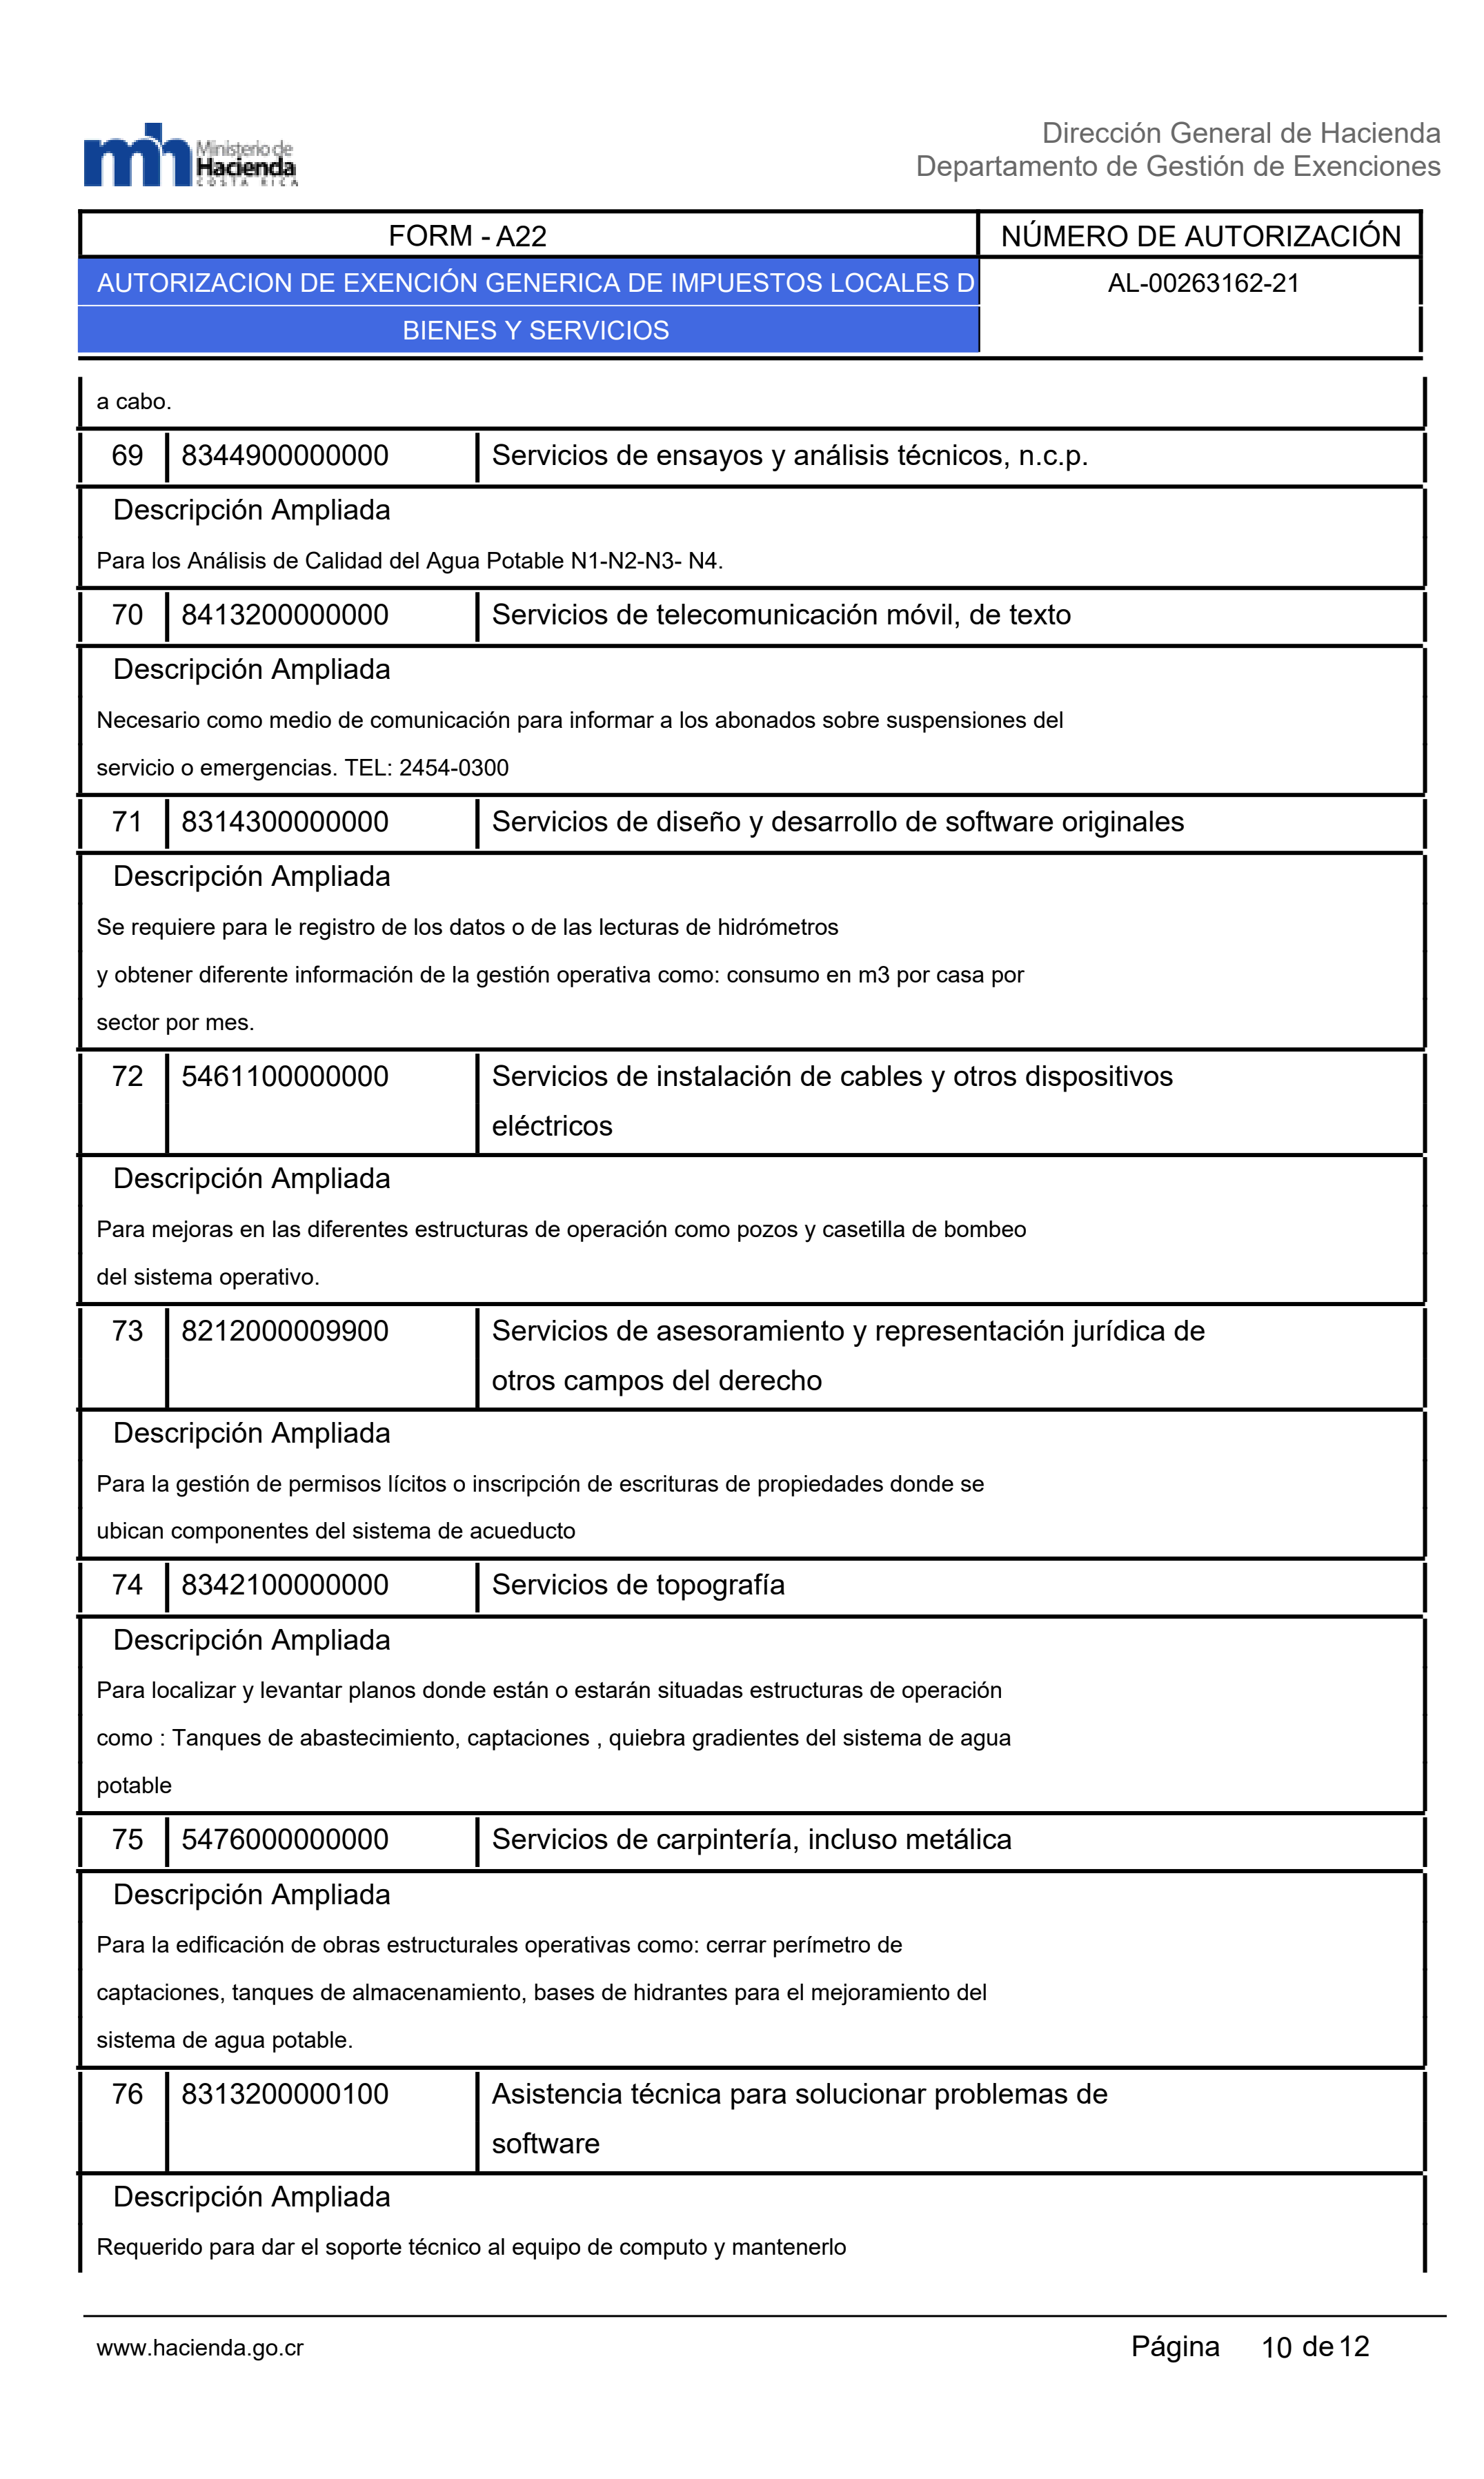 Ministerio de
Hacienda
COSTA RICA
Dirección General de Hacienda
Departamento de Gestión de Exenciones
FORM - A22
NÚMERO DE AUTORIZACIÓN
AUTORIZACION DE EXENCIÓN GENERICA DE IMPUESTOS LOCALES D
AL-00263162-21
BIENES Y SERVICIOS
a cabo.
69 8344900000000 Servicios de ensayos y análisis técnicos, n.c.p.
Descripción Ampliada
Para los Análisis de Calidad del Agua Potable N1-N2-N3- N4.
70 8413200000000 Servicios de telecomunicación móvil, de texto
Descripción Ampliada
Necesario como medio de comunicación para informar a los abonados sobre suspensiones del
servicio o emergencias. TEL: 2454-0300
71 8314300000000 Servicios de diseño y desarrollo de software originales
Descripción Ampliada
Se requiere para le registro de los datos o de las lecturas de hidrómetros
y obtener diferente información de la gestión operativa como: consumo en m3 por casa por
sector por mes.
72 5461100000000 Servicios de instalación de cables y otros dispositivos
eléctricos
Descripción Ampliada
Para mejoras en las diferentes estructuras de operación como pozos y casetilla de bombeo
del sistema operativo.
73 8212000009900 Servicios de asesoramiento y representación jurídica de
otros campos del derecho
Descripción Ampliada
Para la gestión de permisos lícitos o inscripción de escrituras de propiedades donde se
ubican componentes del sistema de acueducto
74 8342100000000 Servicios de topografía
Descripción Ampliada
Para localizar y levantar planos donde están o estarán situadas estructuras de operación
como : Tanques de abastecimiento, captaciones , quiebra gradientes del sistema de agua
potable
75 5476000000000 Servicios de carpintería, incluso metálica
Descripción Ampliada
Para la edificación de obras estructurales operativas como: cerrar perímetro de
captaciones, tanques de almacenamiento, bases de hidrantes para el mejoramiento del
sistema de agua potable.
76 8313200000100 Asistencia técnica para solucionar problemas de
software
Descripción Ampliada
Requerido para dar el soporte técnico al equipo de computo y mantenerlo
www.hacienda.go.cr
Página 10 de 12